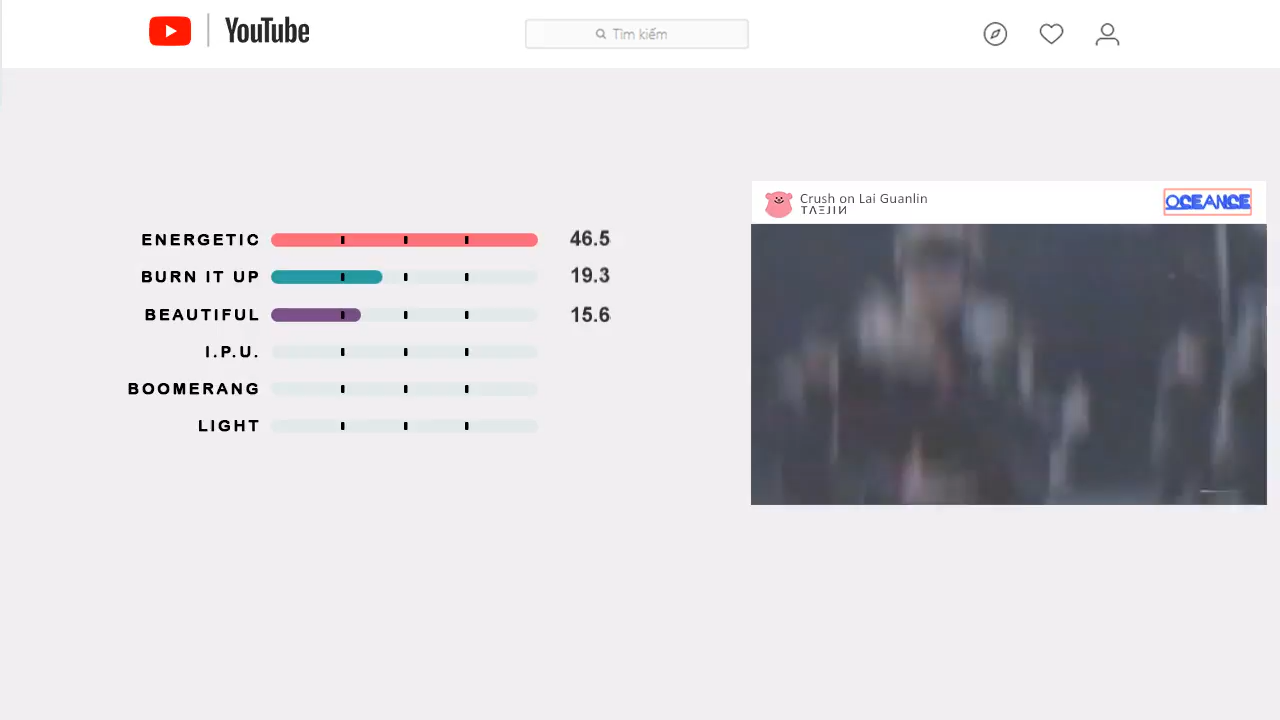 YouTube
Tìm kiếm
Crush on Lai Guanlin
TAEJIN
OCEANCE
ENERGETIC 46.5
BURN IT UP 19.3
BEAUTIFUL 15.6
I.P.U.
BOOMERANG
LIGHT